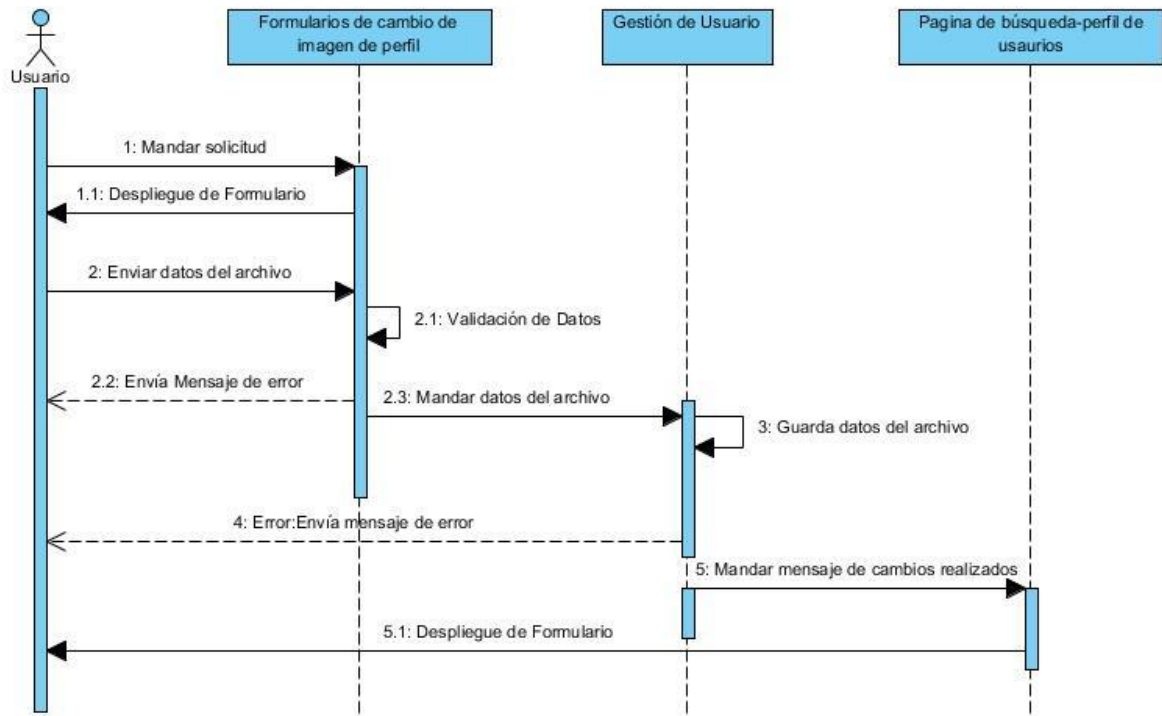 Formularios de cambio de
imagen de perfil
Gestión de Usuario
Pagina de búsqueda-perfil de
usaurios
Usuario
1: Mandar solicitud
1.1: Despliegue de Formulario
2: Enviar datos del archivo
2.1: Validación de Datos
2.2: Envía Mensaje de error
2.3: Mandar datos del archivo
3: Guarda datos del archivo
4: Error:Envía mensaje de error
5: Mandar mensaje de cambios realizados
5.1: Despliegue de Formulario